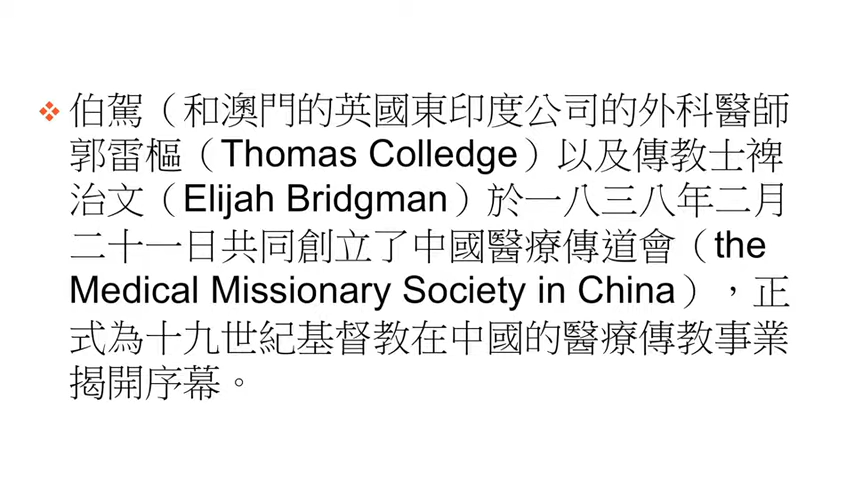 伯駕（和澳門的英國東印度公司的外科醫師
郭雷樞（Thomas Colledge）以及傳教士裨
治文（Elijah Bridgman）於一八三八年二月
二十一日共同創立了中國醫療傳道會（the
Medical Missionary Society in China），正
式為十九世紀基督教在中國的醫療傳教事業
揭開序幕。